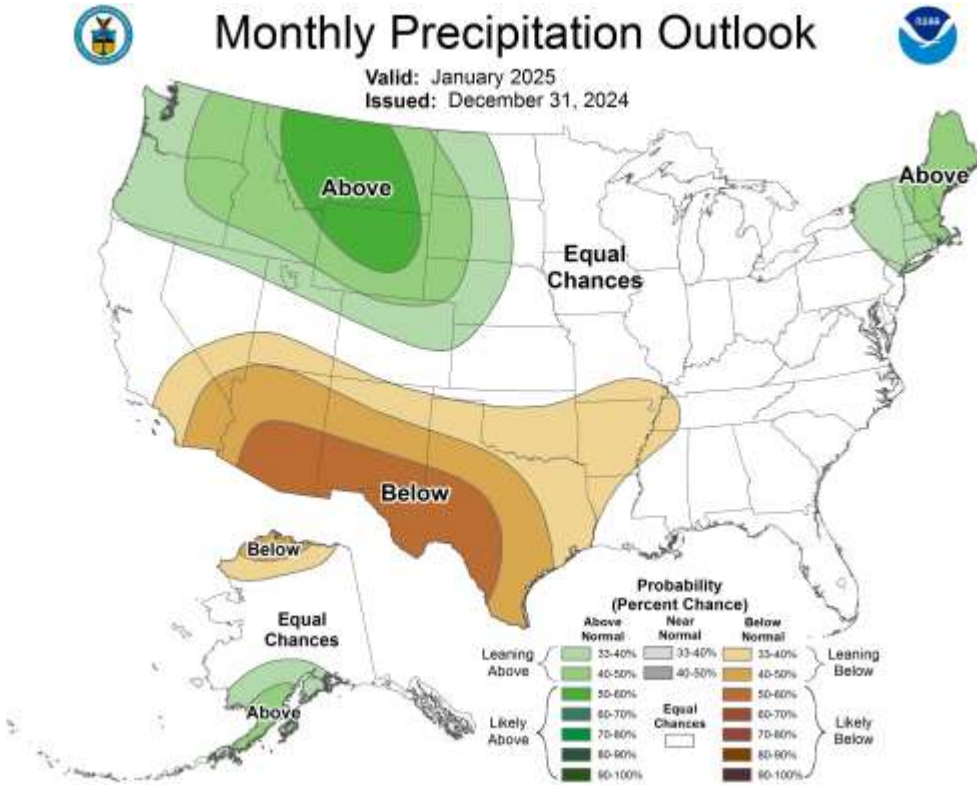 Monthly Precipitation Outlook
Valid: January 2025
Issued: December 31, 2024
noaa
Above
Above
Equal
Chances
Below
Below
Equal
Chances
Above
Probability
(Percent Chance)
Above
Normal
Near
Normal
Below
Normal
Leaning
Above
33-40%
33-40%
33-40%
Leaning
Below
40-50%
40-50%
40-50%
Likely
Above
50-60%
50-60%
Likely
Below
60-70%
Equal
Chances
60-70%
70-80%
70-80%
80-90%
80-90%
90-100%
90-100%